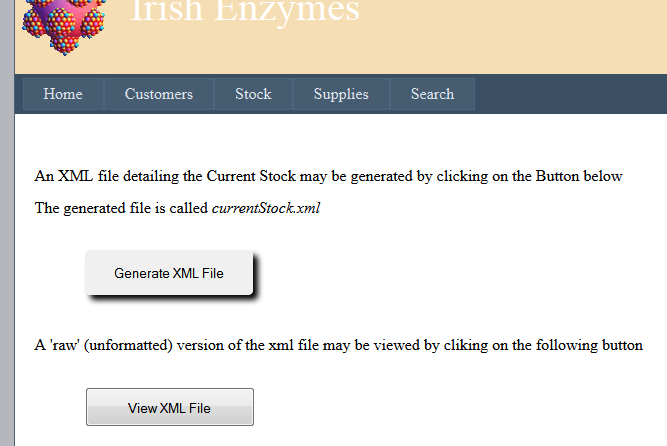 Irish Enzymes
Home Customers Stock Supplies Search
An XML file detailing the Current Stock may be generated by clicking on the Button below
The generated file is called currentStock.xml
Generate XML File
A 'raw' (unformatted) version of the xml file may be viewed by cliking on the following button
View XML File